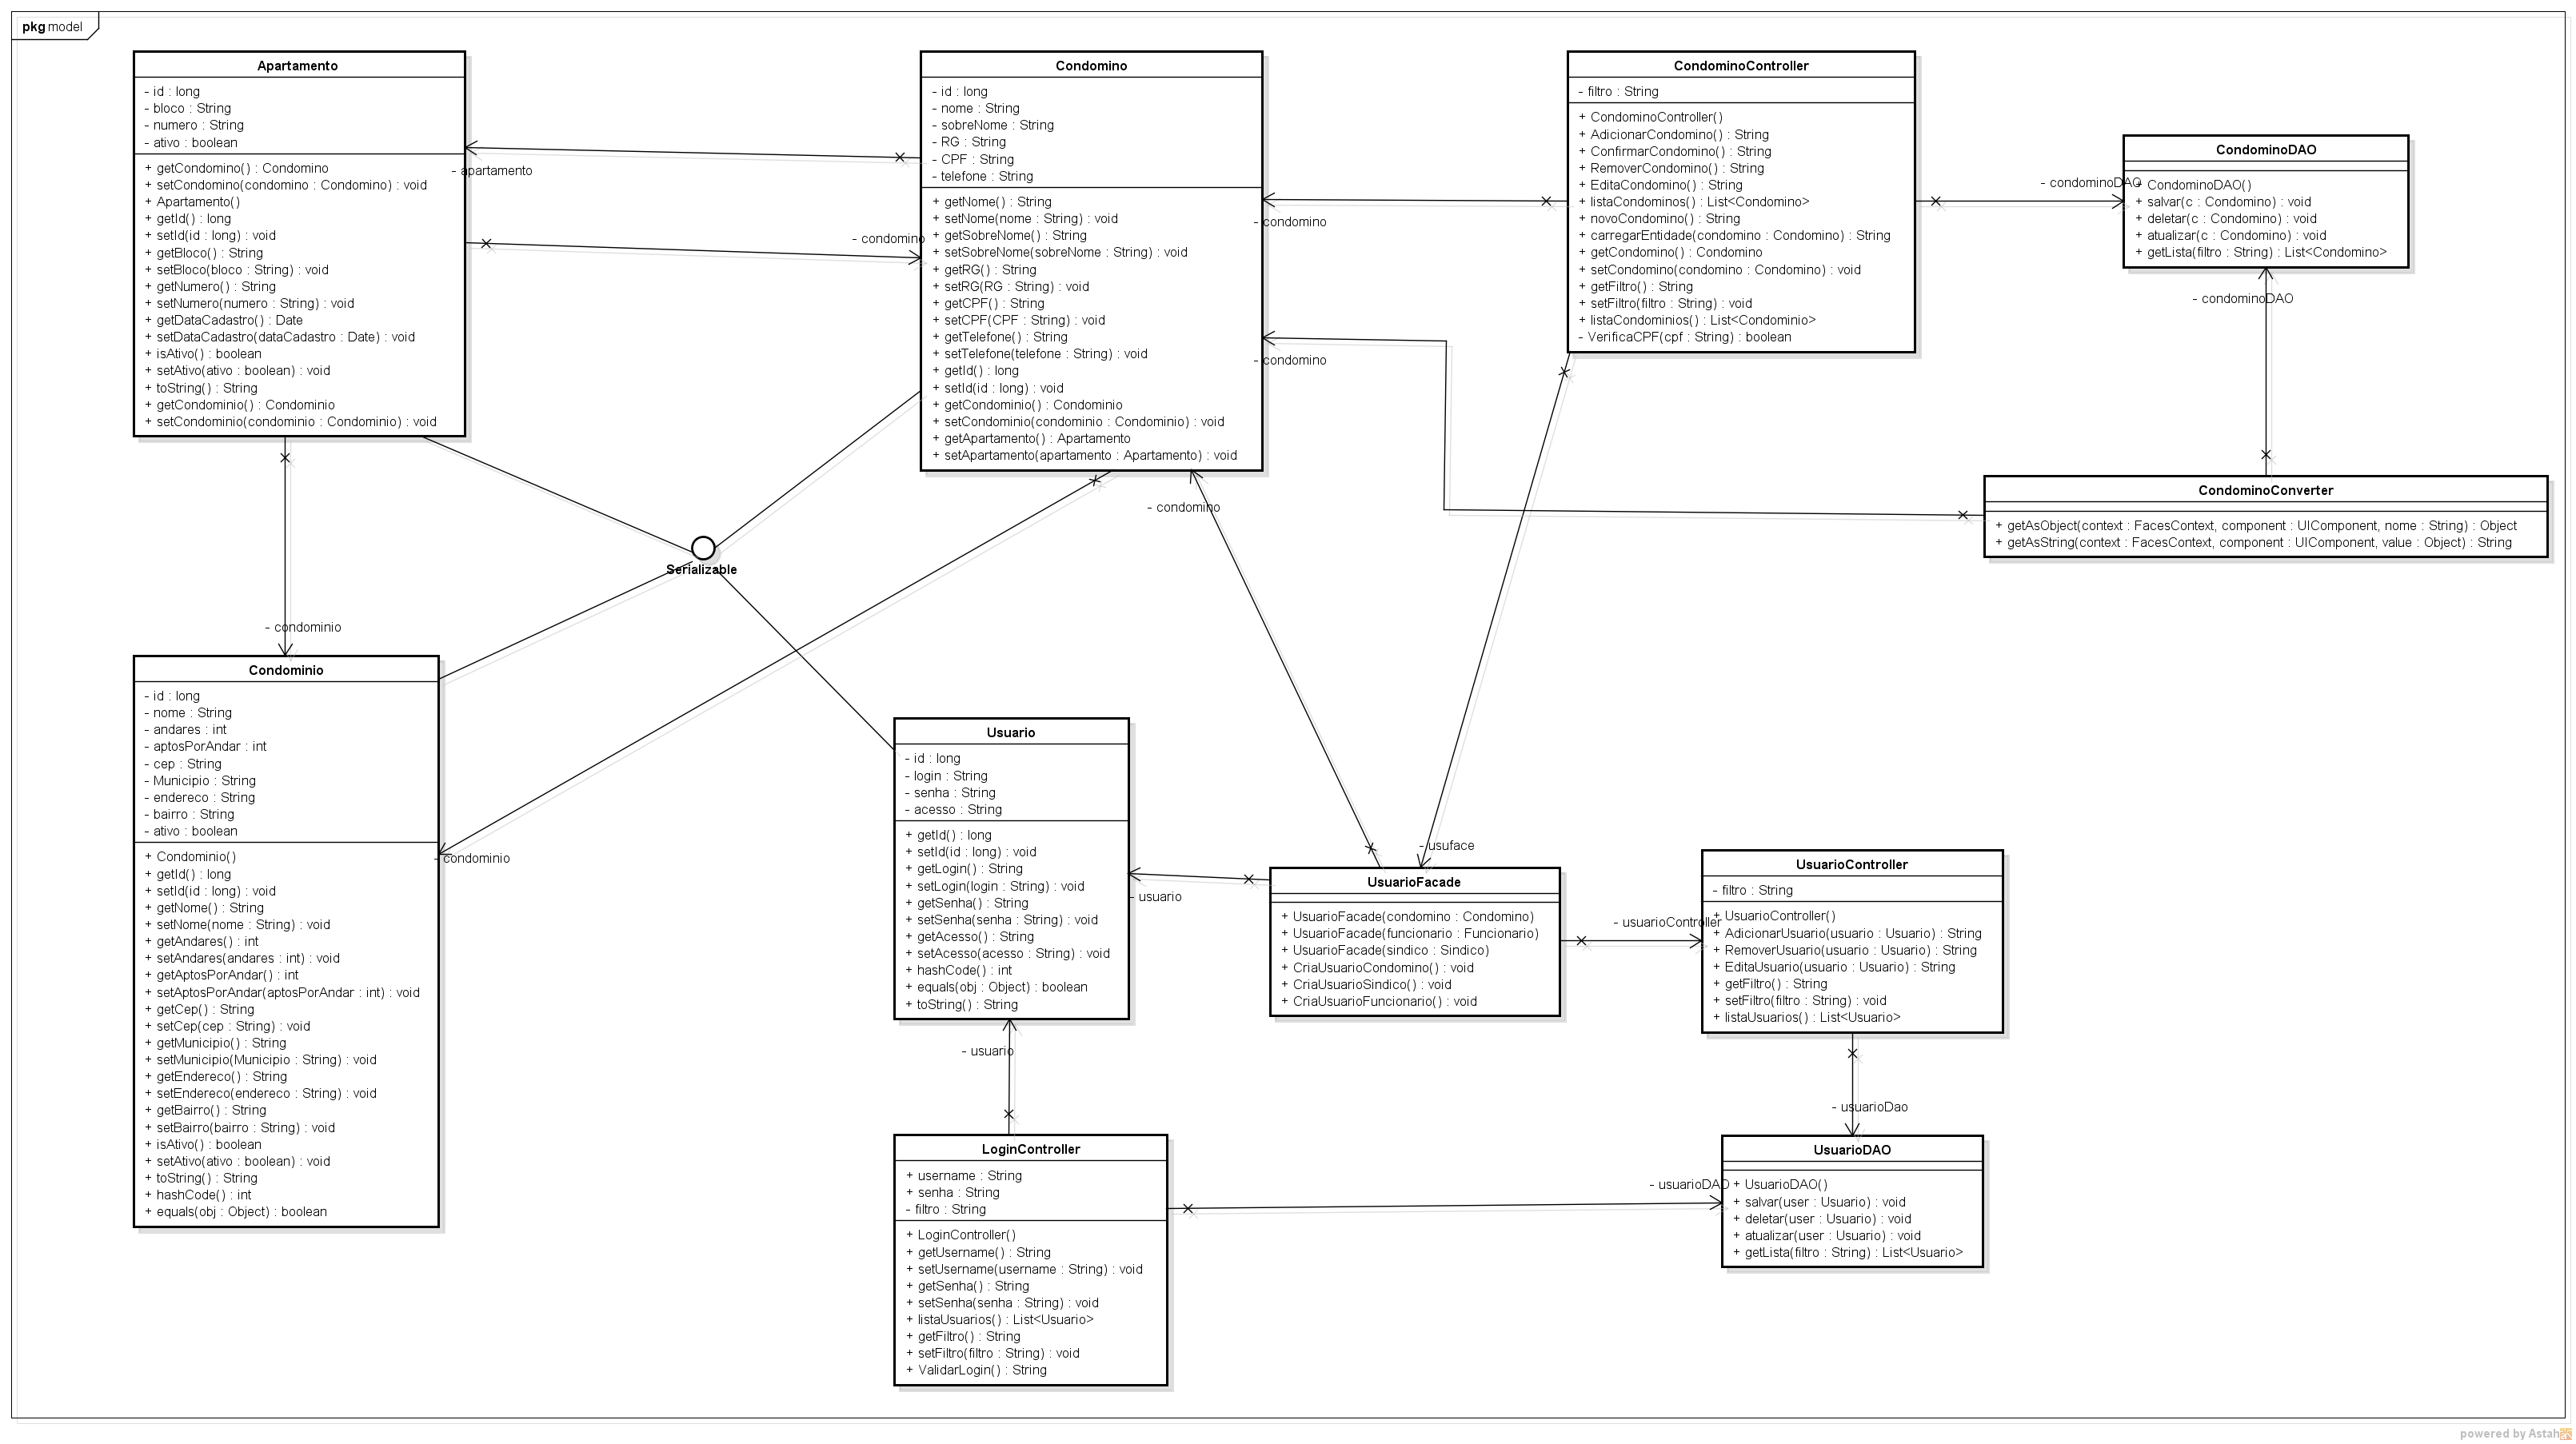 pkg model
Apartamento
- id : long
- bloco : String
- numero : String
- ativo : boolean
+ getCondomino() : Condomino
+ setCondomino(condomino : Condomino) : void
+ Apartamento()
+ getId() : long
+ setId(id : long) : void
+ getBloco() : String
+ setBloco(bloco : String) : void
+ getNumero() : String
+ setNumero(numero : String) : void
+ getDataCadastro() : Date
+ setDataCadastro(dataCadastro : Date) : void
+ isAtivo() : boolean
+ setAtivo(ativo : boolean) : void
+ toString() : String
+ getCondominio() : Condominio
+ setCondominio(condominio : Condominio) : void
- apartamento
- condomino
Condomino
- id : long
- nome : String
- sobreNome : String
- RG : String
- CPF : String
- telefone : String
+ getNome() : String
+ setNome(nome : String) : void
+ getSobreNome() : String
+ setSobreNome(sobreNome : String) : void
+ getRG() : String
+ setRG(RG : String) : void
+ getCPF() : String
+ setCPF(CPF : String) : void
+ getTelefone() : String
+ setTelefone(telefone : String) : void
+ getId() : long
+ setId(id : long) : void
+ getCondominio() : Condominio
+ setCondominio(condominio : Condominio) : void
+ getApartamento() : Apartamento
+ setApartamento(apartamento : Apartamento) : void
- condomino
- condomino
- condomino
CondominoController
- filtro : String
+ CondominoController()
+ AdicionarCondomino() : String
+ ConfirmarCondomino() : String
+ RemoverCondomino() : String
+ EditaCondomino() : String
+ listaCondominos() : List<Condomino>
+ novoCondomino() : String
+ carregarEntidade(condomino : Condomino) : String
+ getCondomino() : Condomino
+ setCondomino(condomino : Condomino) : void
+ getFiltro() : String
+ setFiltro(filtro : String) : void
+ listaCondominios() : List<Condominio>
- VerificaCPF(cpf : String) : boolean
- condominoDAO
CondominoDAO
+ CondominoDAO()
+ salvar(c : Condomino) : void
+ deletar(c : Condomino) : void
+ atualizar(c : Condomino) : void
+ getLista(filtro : String) : List<Condomino>
- condominoDAO
CondominoConverter
+ getAsObject(context : FacesContext, component : UIComponent, nome : String) : Object
+ getAsString(context : FacesContext, component : UIComponent, value : Object) : String
Serializable
- condominio
Condominio
- id : long
- nome : String
- andares : int
- aptosPorAndar : int
- cep : String
- Municipio : String
- endereco : String
- bairro : String
- ativo : boolean
+ Condominio()
+ getId() : long
+ setId(id : long) : void
+ getNome() : String
+ setNome(nome : String) : void
+ getAndares() : int
+ setAndares(andares : int) : void
+ getAptosPorAndar() : int
+ setAptosPorAndar(aptosPorAndar : int) : void
+ getCep() : String
+ setCep(cep : String) : void
+ getMunicipio() : String
+ setMunicipio(Municipio : String) : void
+ getEndereco() : String
+ setEndereco(endereco : String) : void
+ getBairro() : String
+ setBairro(bairro : String) : void
+ isAtivo() : boolean
+ setAtivo(ativo : boolean) : void
+ toString() : String
+ hashCode() : int
+ equals(obj : Object) : boolean
- condominio
Usuario
- id : long
- login : String
- senha : String
- acesso : String
+ getId() : long
+ setId(id : long) : void
+ getLogin() : String
+ setLogin(login : String) : void
+ getSenha() : String
+ setSenha(senha : String) : void
+ getAcesso() : String
+ setAcesso(acesso : String) : void
+ hashCode() : int
+ equals(obj : Object) : boolean
+ toString() : String
- usuario
- usuface
UsuarioFacade
+ UsuarioFacade(condomino : Condomino)
+ UsuarioFacade(funcionario : Funcionario)
+ UsuarioFacade(sindico : Sindico)
+ CriaUsuarioCondomino() : void
+ CriaUsuarioSindico() : void
+ CriaUsuarioFuncionario() : void
- usuarioController
UsuarioController
- filtro : String
+ UsuarioController()
+ AdicionarUsuario(usuario : Usuario) : String
+ RemoverUsuario(usuario : Usuario) : String
+ EditaUsuario(usuario : Usuario) : String
+ getFiltro() : String
+ setFiltro(filtro : String) : void
+ listaUsuarios() : List<Usuario>
- usuario
- usuarioDao
LoginController
+ username : String
+ senha : String
- filtro : String
+ LoginController()
+ getUsername() : String
+ setUsername(username : String) : void
+ getSenha() : String
+ setSenha(senha : String) : void
+ listaUsuarios() : List<Usuario>
+ getFiltro() : String
+ setFiltro(filtro : String) : void
+ ValidarLogin() : String
- usuarioDAO
UsuarioDAO
+ UsuarioDAO()
+ salvar(user : Usuario) : void
+ deletar(user : Usuario) : void
+ atualizar(user : Usuario) : void
+ getLista(filtro : String) : List<Usuario>
powered by Astah